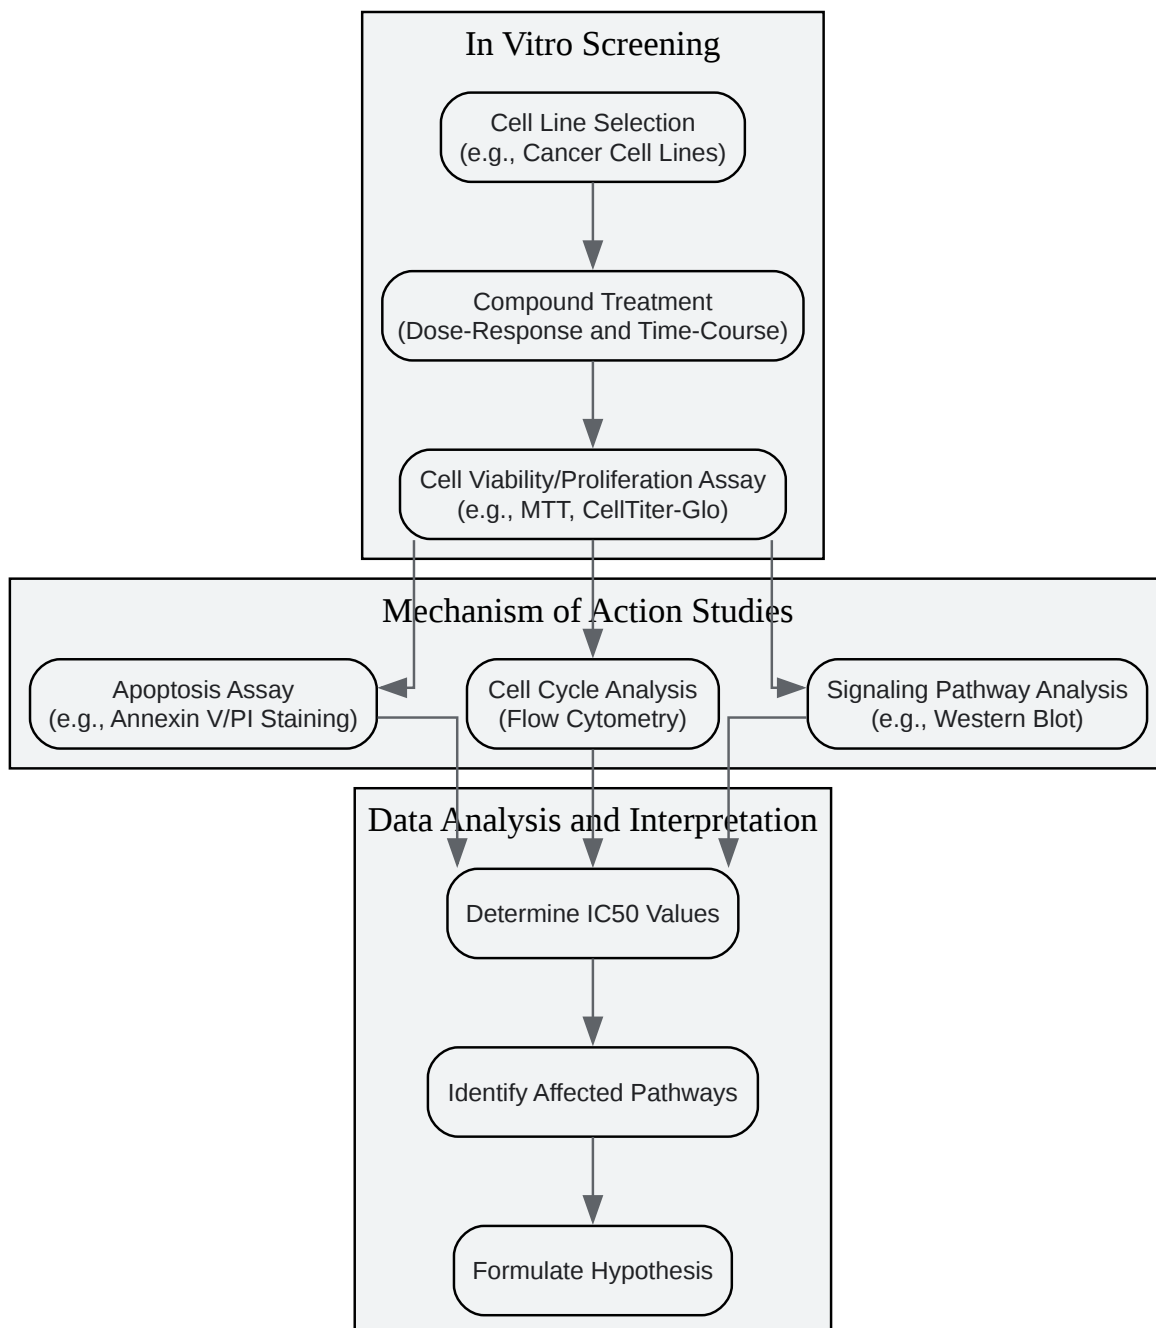 In Vitro Screening
Cell Line Selection
(e.g., Cancer Cell Lines)
Compound Treatment
(Dose-Response and Time-Course)
Cell Viability/Proliferation Assay
(e.g., MTT, CellTiter-Glo)
Mechanism of Action Studies
Apoptosis Assay
(e.g., Annexin V/PI Staining)
Cell Cycle Analysis
(Flow Cytometry)
Signaling Pathway Analysis
(e.g., Western Blot)
Data Analysis and Interpretation
Determine IC50 Values
Identify Affected Pathways
Formulate Hypothesis